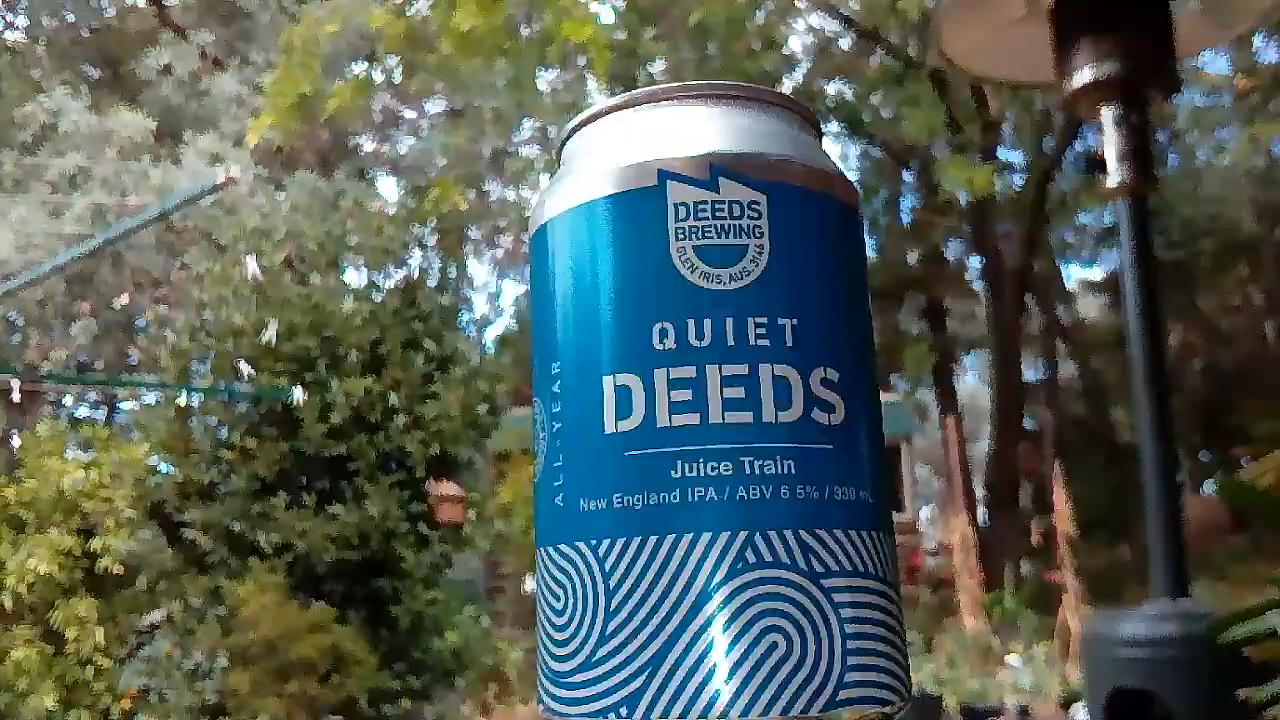 DEEDS
BREWING
GLEN IRIS, AUS. 3146
QUIET
DEEDS
Juice Train
New England IPA / ABV 6.5% / 330 mL
ALL-YEAR